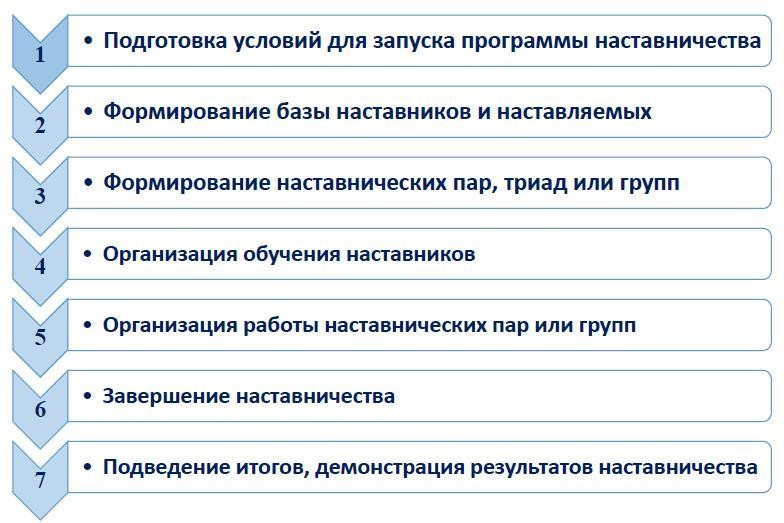 1
• Подготовка условий для запуска программы наставничества
2
• Формирование базы наставников и наставляемых
3
• Формирование наставнических пар, триад или групп
4
• Организация обучения наставников
5
• Организация работы наставнических пар или групп
6
• Завершение наставничества
7
• Подведение итогов, демонстрация результатов наставничества